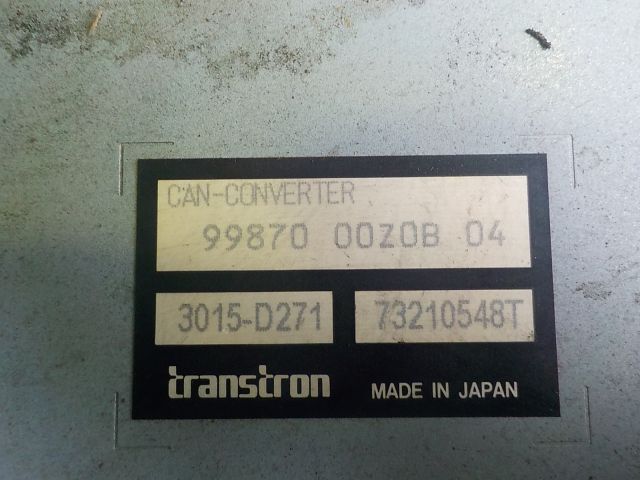 CAN-CONVERTER
99870 00Z0B 04
3015-D271 73210548T
transtron MADE IN JAPAN